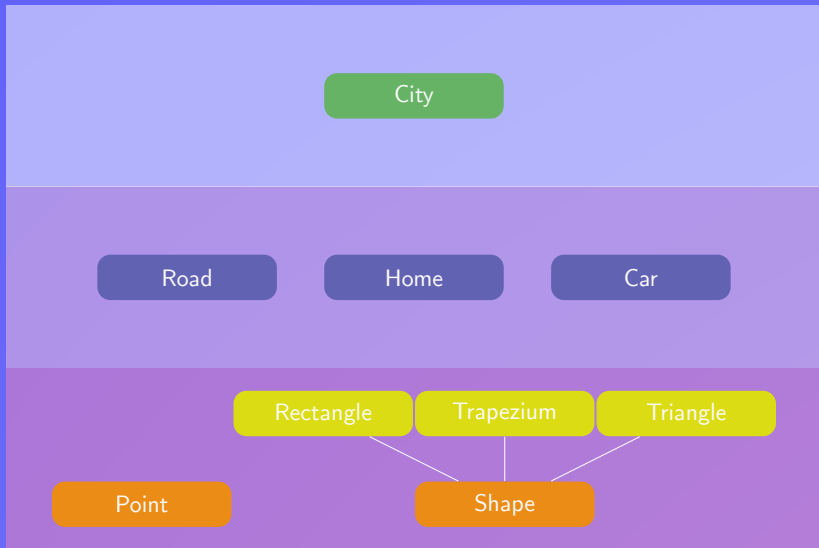 City
Road
Home
Car
Rectangle
Trapezium
Triangle
Point
Shape